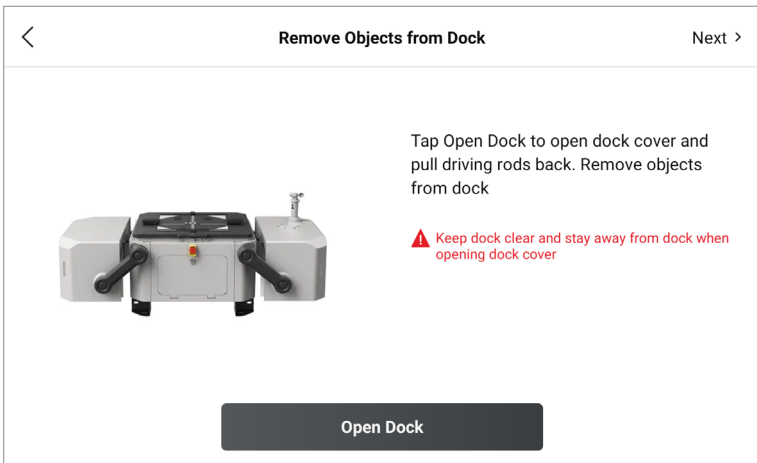 Remove Objects from Dock
Next
Tap Open Dock to open dock cover and
pull driving rods back. Remove objects
from dock
Keep dock clear and stay away from dock when
opening dock cover
Open Dock